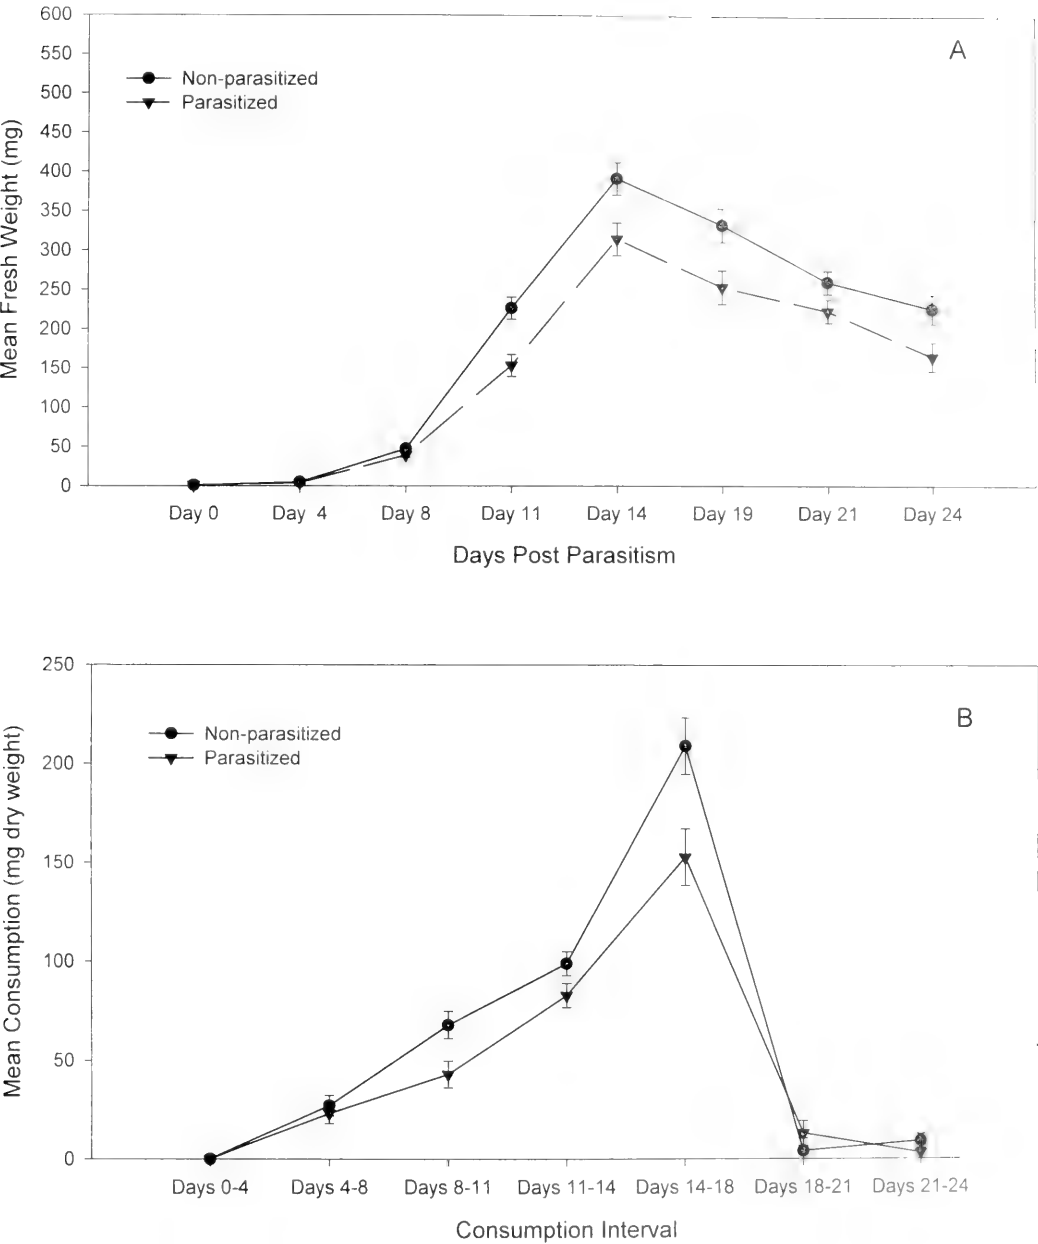 600
550
500
450
400
350
300
250
200
150
100
50
0
Mean Fresh Weight (mg)
A
Non-parasitized
Parasitized
Day 0 Day 4 Day 8 Day 11 Day 14 Day 19 Day 21 Day 24
Days Post Parasitism
250
200
150
100
50
0
Mean Consumption (mg dry weight)
B
Non-parasitized
Parasitized
Days 0-4 Days 4-8 Days 8-11 Days 11-14 Days 14-18 Days 18-21 Days 21-24
Consumption Interval